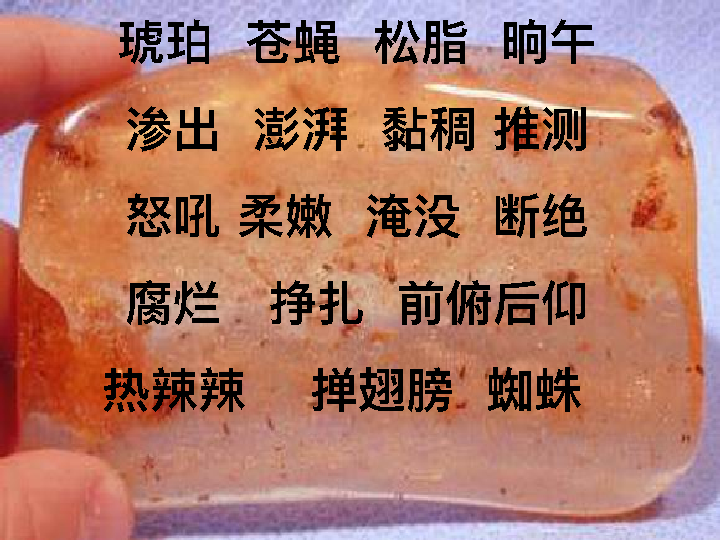 琥珀 苍蝇 松脂 晌午
渗出 澎湃 黏稠 推测
怒吼 柔嫩 淹没 断绝
腐烂 挣扎 前俯后仰
热辣辣 掸翅膀 蜘蛛